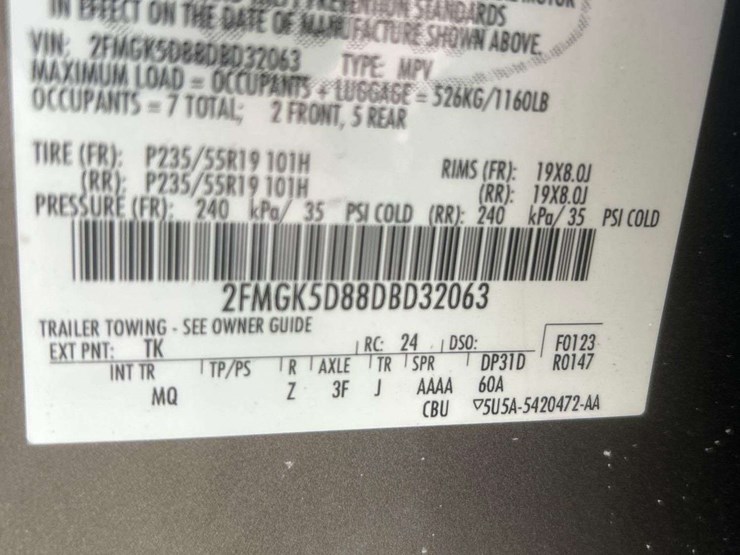 STANDARDS
IN EFFECT ON THE DATE OF MANUFACTURE SHOWN ABOVE.
VIN: 2FMGK5D88DBD32063 TYPE: MPV
MAXIMUM LOAD = OCCUPANTS + LUGGAGE = 526KG/1160LB
OCCUPANTS = 7 TOTAL; 2 FRONT, 5 REAR
TIRE (FR): P235/55R19 101H RIMS (FR): 19X8.0J
(RR): P235/55R19 101H (RR): 19X8.0J
PRESSURE (FR): 240 kPa/ 35 PSI COLD (RR): 240 kPa/ 35 PSI COLD
2FMGK5D88DBD32063
TRAILER TOWING - SEE OWNER GUIDE
EXT PNT: TK RC: 24 DSO: F0123
INT TR TP/PS R AXLE TR SPR DP31D R0147
MQ Z 3F J AAAA 60A
CBU ▽5U5A-5420472-AA